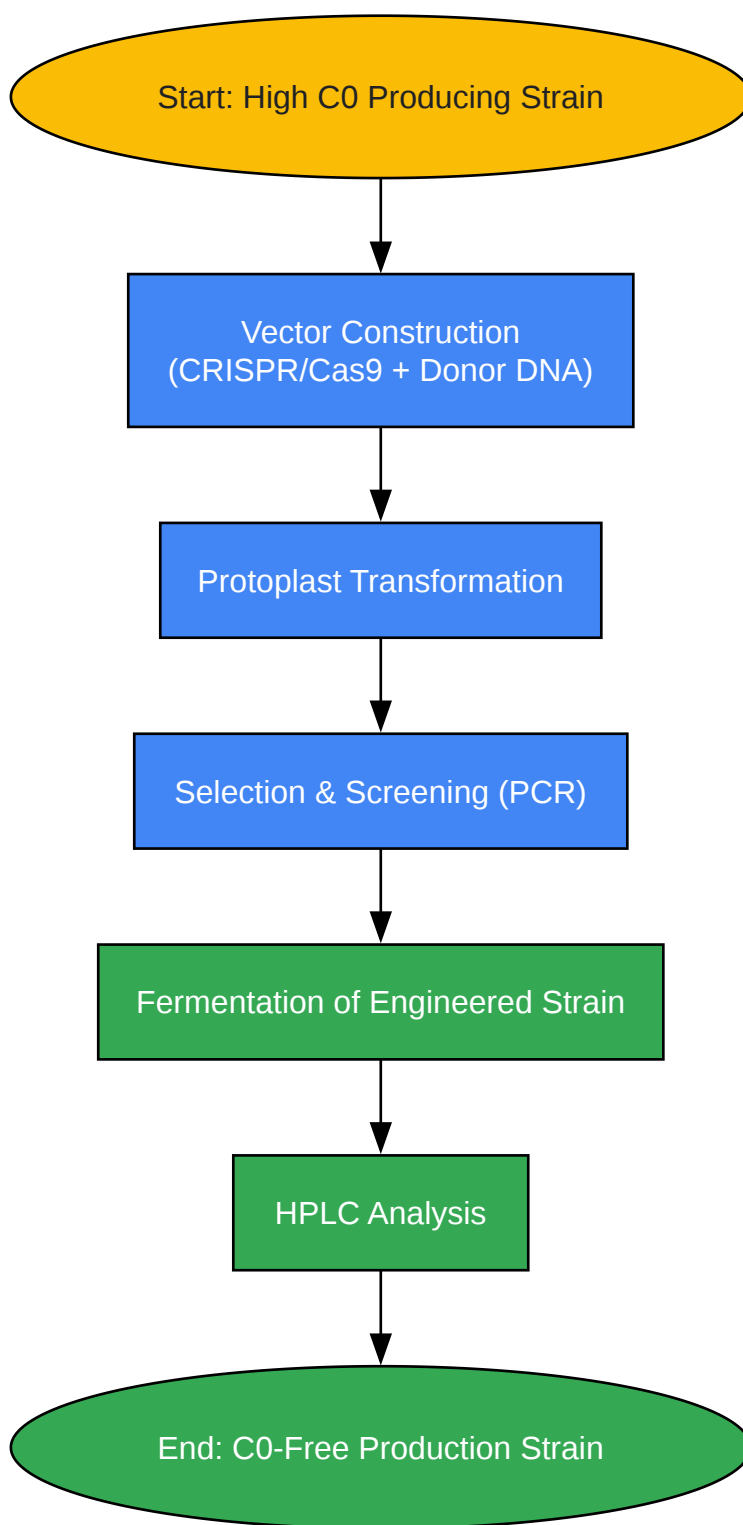 Start: High C0 Producing Strain
Vector Construction
(CRISPR/Cas9 + Donor DNA)
Protoplast Transformation
Selection & Screening (PCR)
Fermentation of Engineered Strain
HPLC Analysis
End: C0-Free Production Strain